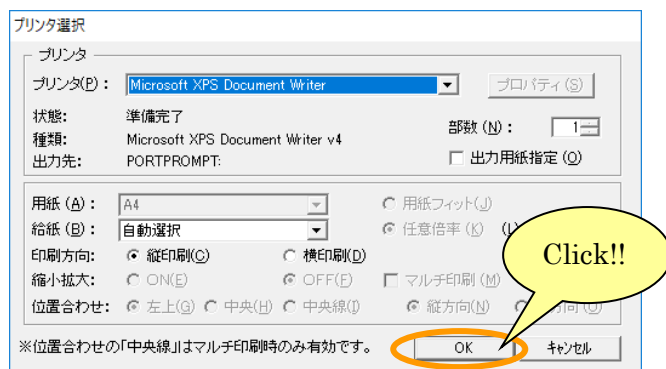 プリンタ選択
プリンタ
プリンタ(P)： Microsoft XPS Document Writer プロパティ(S)
状態： 準備完了
部数(N)： 1
種類： Microsoft XPS Document Writer v4
出力先： PORTPROMPT: 出力用紙指定(O)
用紙(A)： A4 用紙フィット(J)
給紙(B)： 自動選択 任意倍率(K)
印刷方向： 縦印刷(C) 横印刷(D)
Click!!
縮小拡大： ON(E) OFF(F) マルチ印刷(M)
位置合わせ： 左上(G) 中央(H) 中央線(I) 縦方向(N)
※位置合わせの「中央線」はマルチ印刷時のみ有効です。 OK キャンセル